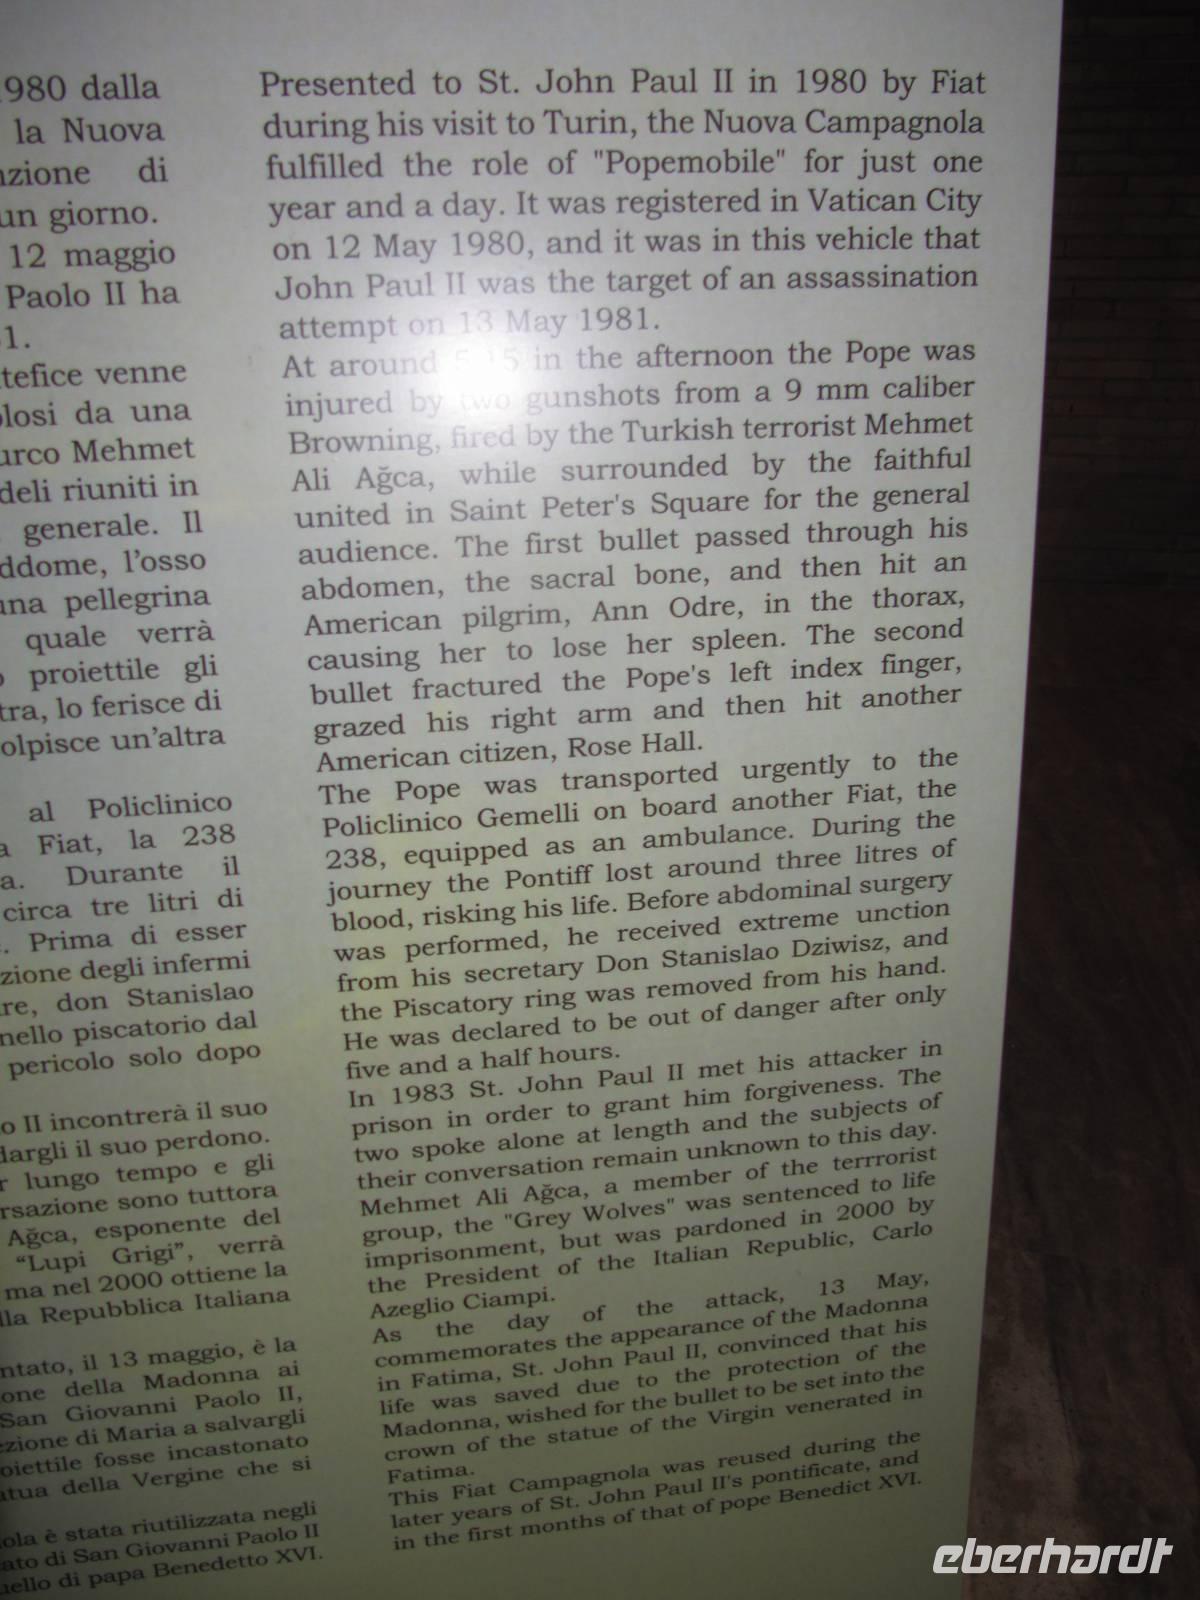 1980 dalla
la Nuova
nzione di
un giorno.
12 maggio
Paolo II ha
tefice venne
olosi da una
urco Mehmet
deli riuniti in
generale. Il
ddome, l'osso
una pellegrina
quale verrà
proiettile gli
tra, lo ferisce di
olpisce un'altra
al Policlinico
a Fiat, la 238
a. Durante il
circa tre litri di
. Prima di esser
zione degli infermi
re, don Stanislao
nello piscatorio dal
pericolo solo dopo
o II incontrerà il suo
dargli il suo perdono.
r lungo tempo e gli
rsazione sono tuttora
Ağca, esponente del
“Lupi Grigi”, verrà
ma nel 2000 ottiene la
lla Repubblica Italiana
ntato, il 13 maggio, è la
one della Madonna ai
San Giovanni Paolo II,
ezione di Maria a salvargli
oiettile fosse incastonato
atua della Vergine che si
ola è stata riutilizzata negli
ato di San Giovanni Paolo II
uello di papa Benedetto XVI.
Presented to St. John Paul II in 1980 by Fiat
during his visit to Turin, the Nuova Campagnola
fulfilled the role of "Popemobile" for just one
year and a day. It was registered in Vatican City
on 12 May 1980, and it was in this vehicle that
John Paul II was the target of an assassination
attempt on 13 May 1981.
At around 5.15 in the afternoon the Pope was
injured by two gunshots from a 9 mm caliber
Browning, fired by the Turkish terrorist Mehmet
Ali Ağca, while surrounded by the faithful
united in Saint Peter's Square for the general
audience. The first bullet passed through his
abdomen, the sacral bone, and then hit an
American pilgrim, Ann Odre, in the thorax,
causing her to lose her spleen. The second
bullet fractured the Pope's left index finger,
grazed his right arm and then hit another
American citizen, Rose Hall.
The Pope was transported urgently to the
Policlinico Gemelli on board another Fiat, the
238, equipped as an ambulance. During the
journey the Pontiff lost around three litres of
blood, risking his life. Before abdominal surgery
was performed, he received extreme unction
from his secretary Don Stanislao Dziwisz, and
the Piscatory ring was removed from his hand.
He was declared to be out of danger after only
five and a half hours.
In 1983 St. John Paul II met his attacker in
prison in order to grant him forgiveness. The
two spoke alone at length and the subjects of
their conversation remain unknown to this day.
Mehmet Ali Ağca, a member of the terrrorist
group, the "Grey Wolves" was sentenced to life
imprisonment, but was pardoned in 2000 by
the President of the Italian Republic, Carlo
Azeglio Ciampi.
As the day of the attack, 13 May,
commemorates the appearance of the Madonna
in Fatima, St. John Paul II, convinced that his
life was saved due to the protection of the
Madonna, wished for the bullet to be set into the
crown of the statue of the Virgin venerated in
Fatima.
This Fiat Campagnola was reused during the
later years of St. John Paul II's pontificate, and
in the first months of that of pope Benedict XVI.
eberhardt